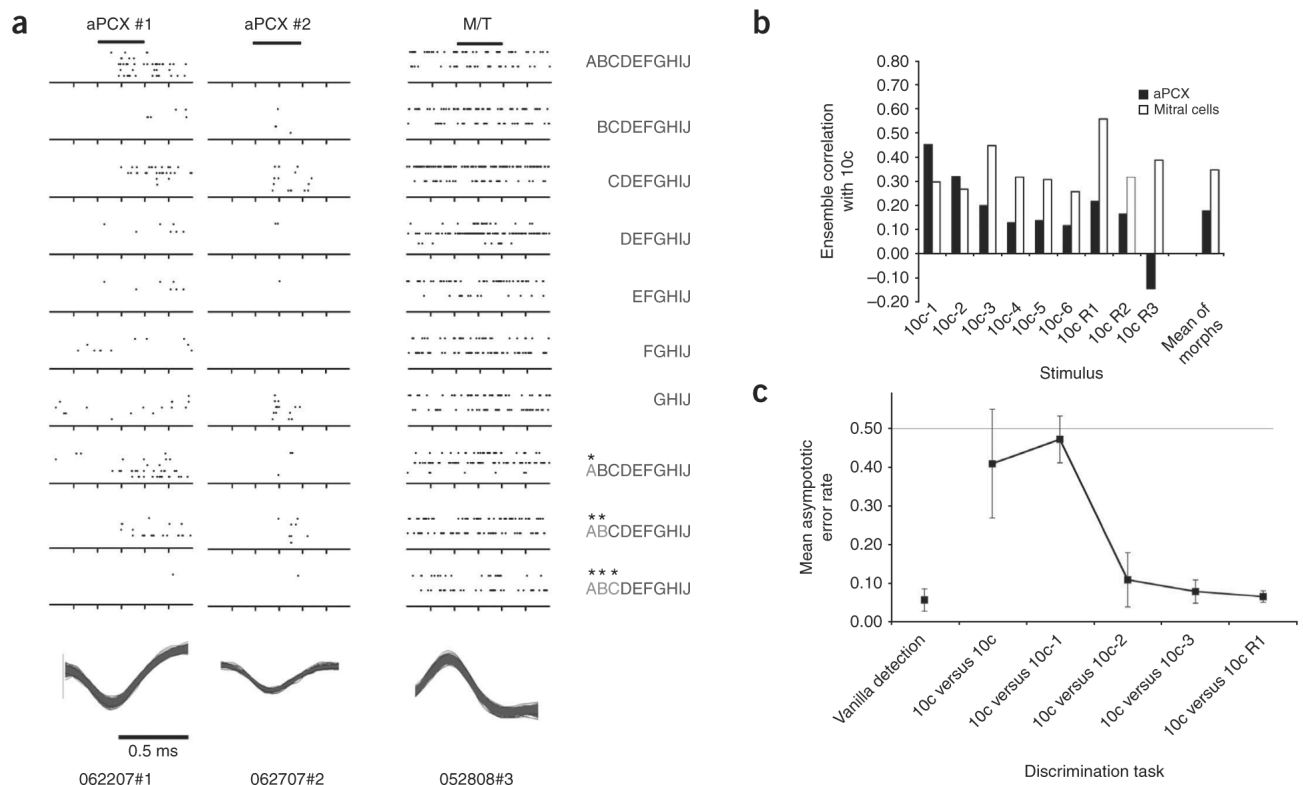 a
aPCX #1
aPCX #2
M/T
ABCDEFGHIJ
BCDEFGHIJ
CDEFGHIJ
DEFGHIJ
EFGHIJ
FGHIJ
GHIJ
*
ABCDEFGHIJ
**
ABCDEFGHIJ
***
ABCDEFGHIJ
0.5 ms
062207#1
062707#2
052808#3
b
0.80
0.70
0.60
0.50
0.40
0.30
0.20
0.10
0.00
–0.10
–0.20
Ensemble correlation
with 10c
aPCX
Mitral cells
10c-1
10c-2
10c-3
10c-4
10c-5
10c-6
10c R1
10c R2
10c R3
Mean of
morphs
Stimulus
c
0.50
0.40
0.30
0.20
0.10
0.00
Mean asympototic
error rate
Vanilla detection
10c versus 10c
10c versus 10c-1
10c versus 10c-2
10c versus 10c-3
10c versus 10c R1
Discrimination task